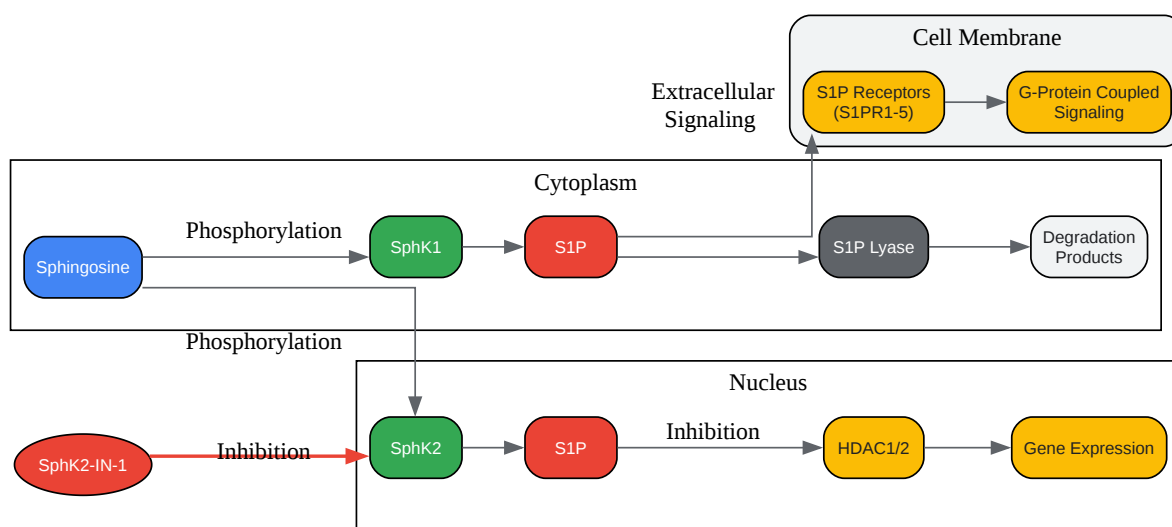 Cell Membrane
Extracellular
Signaling
S1P Receptors
(S1PR1-5)
G-Protein Coupled
Signaling
Cytoplasm
Sphingosine
Phosphorylation
SphK1
S1P
S1P Lyase
Degradation
Products
Phosphorylation
Nucleus
SphK2-IN-1
Inhibition
SphK2
S1P
Inhibition
HDAC1/2
Gene Expression